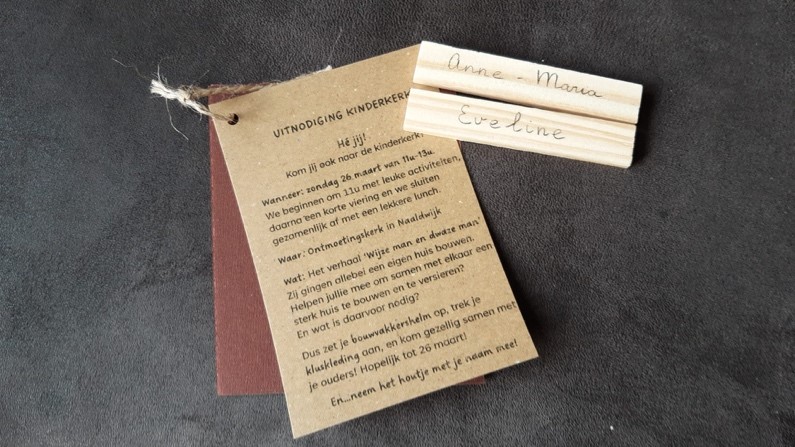 UITNODIGING KINDERKERK
Hé jij!
Kom jij ook naar de kinderkerk?
Wanneer: zondag 26 maart van 11u-13u.
We beginnen om 11u met leuke activiteiten,
daarna een korte viering en we sluiten
gezamenlijk af met een lekkere lunch.
Waar: Ontmoetingskerk in Naaldwijk
Wat: Het verhaal 'Wijze man en dwaze man'
Zij gingen allebei een eigen huis bouwen.
Helpen jullie mee om samen met elkaar een
sterk huis te bouwen en te versieren?
En wat is daarvoor nodig?
Dus zet je bouwvakkershelm op, trek je
kluskleding aan, en kom gezellig samen met
je ouders! Hopelijk tot 26 maart!
En...neem het houtje met je naam mee!
Anne - Maria
Eveline